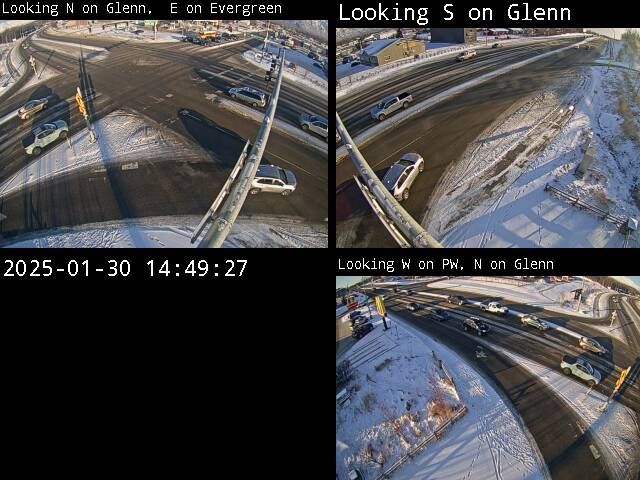 Looking N on Glenn, E on Evergreen
Looking S on Glenn
2025-01-30 14:49:27
Looking W on PW, N on Glenn